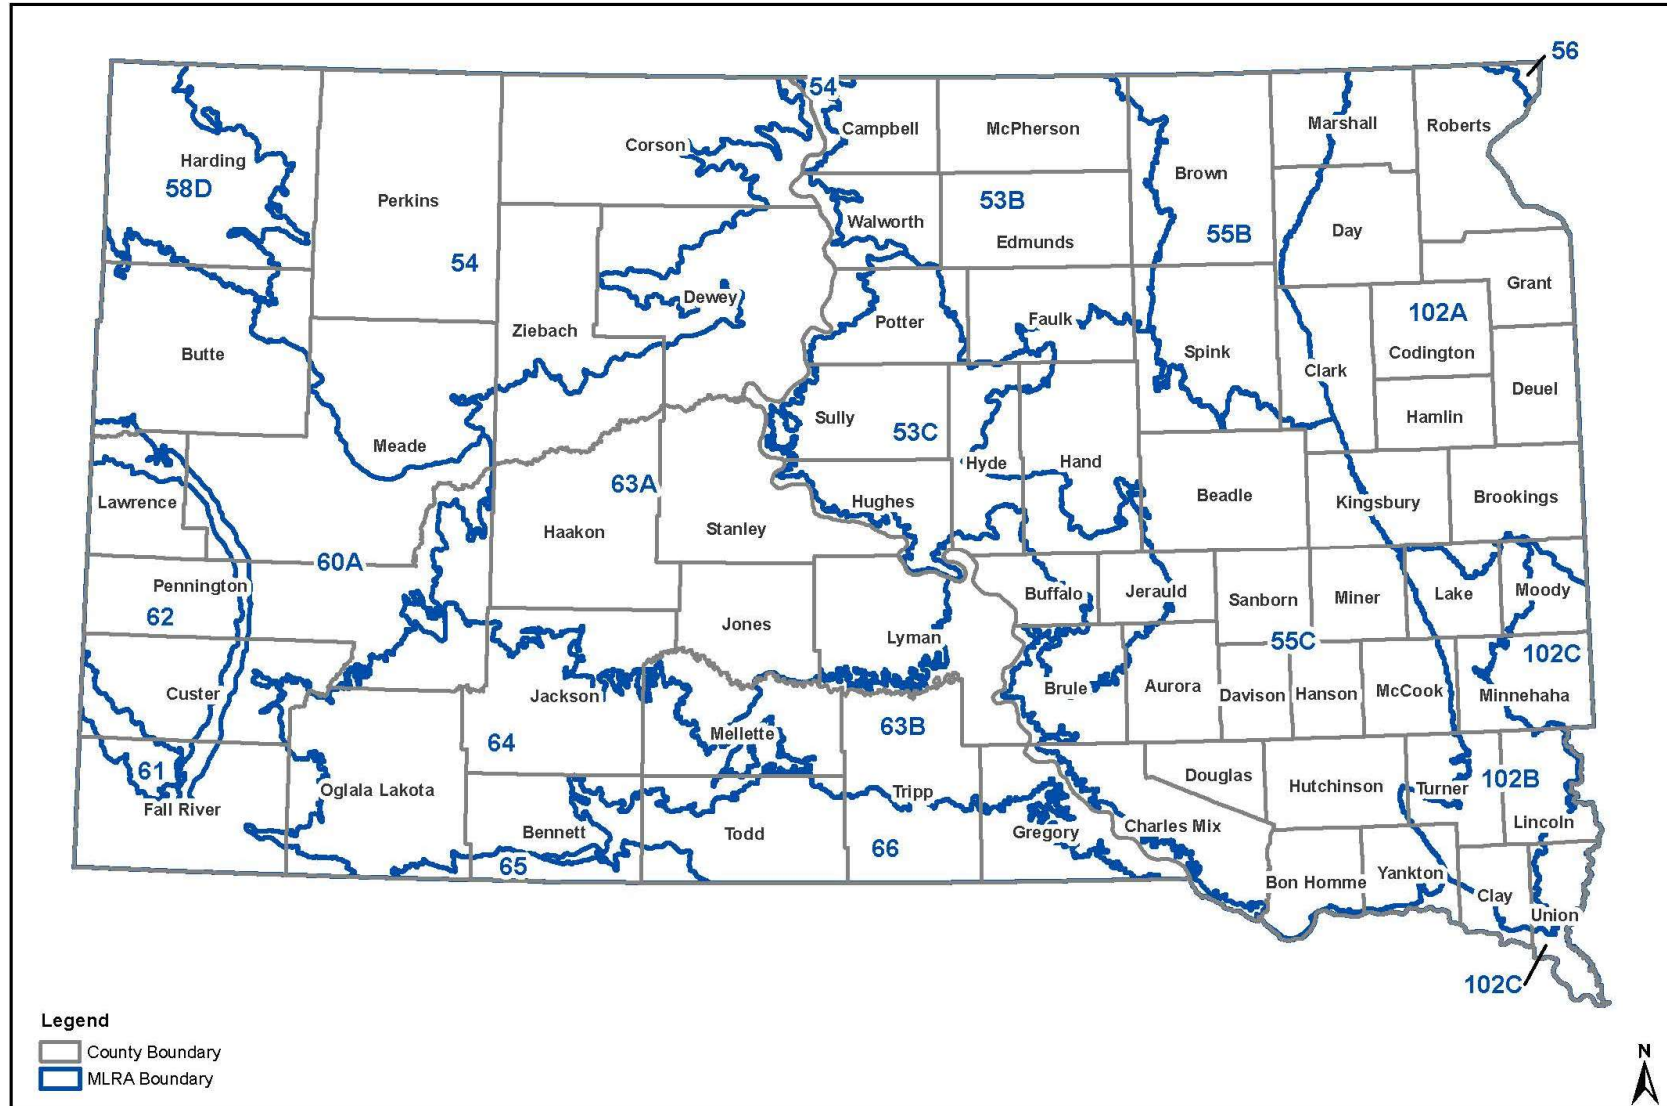 56
54
Campbell
McPherson
Marshall
Roberts
Corson
Harding
58D
Perkins
Brown
53B
Walworth
Edmunds
55B
Day
54
Dewey
Grant
Ziebach
Potter
Faulk
102A
Butte
Spink
Codington
Clark
Deuel
Sully
Hamlin
53C
Meade
Hyde
Hand
63A
Lawrence
Hughes
Beadle
Kingsbury
Brookings
Haakon
Stanley
60A
Pennington
62
Buffalo
Jerauld
Sanborn
Miner
Lake
Moody
Jones
Lyman
55C
102C
Custer
Jackson
Brule
Aurora
Davison
Hanson
McCook
Minnehaha
64
Mellette
63B
61
Fall River
Oglala Lakota
Douglas
Hutchinson
Turner
102B
Tripp
Lincoln
Bennett
Todd
Gregory
Charles Mix
66
65
Bon Homme
Yankton
Clay
Union
102C
Legend
County Boundary
MLRA Boundary
N